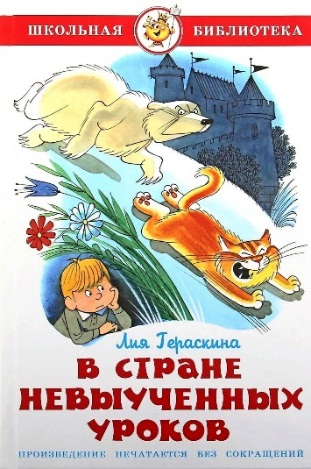 ШКОЛЬНАЯ БИБЛИОТЕКА
Лия Гераскина
В СТРАНЕ
НЕВЫУЧЕННЫХ
УРОКОВ
ПРОИЗВЕДЕНИЕ ПЕЧАТАЕТСЯ БЕЗ СОКРАЩЕНИЙ